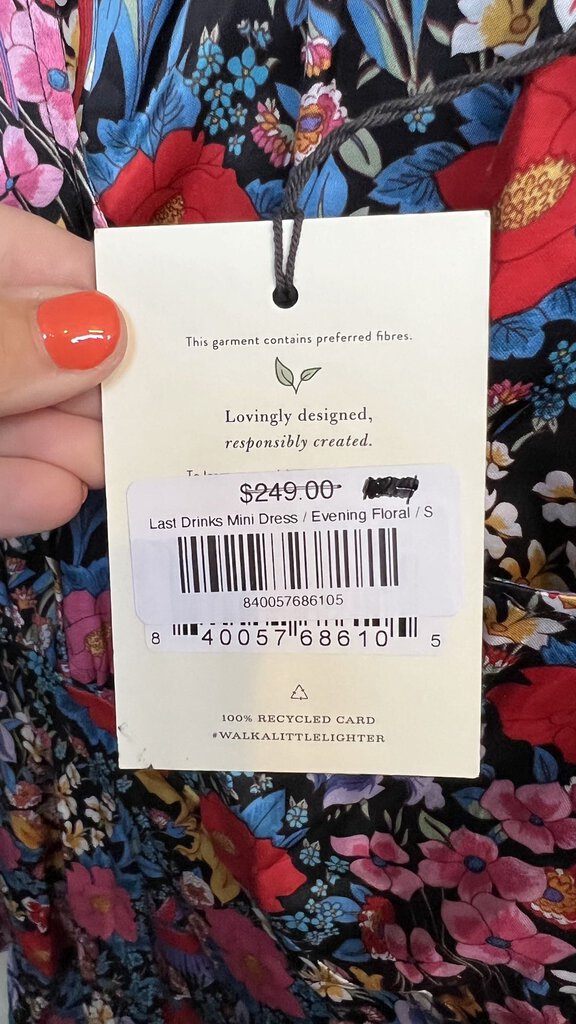 This garment contains preferred fibres.
Lovingly designed,
responsibly created.
$249.00
Last Drinks Mini Dress / Evening Floral / S
840057686105
8 40057 68610 5
100% RECYCLED CARD
#WALKALITTLELIGHTER